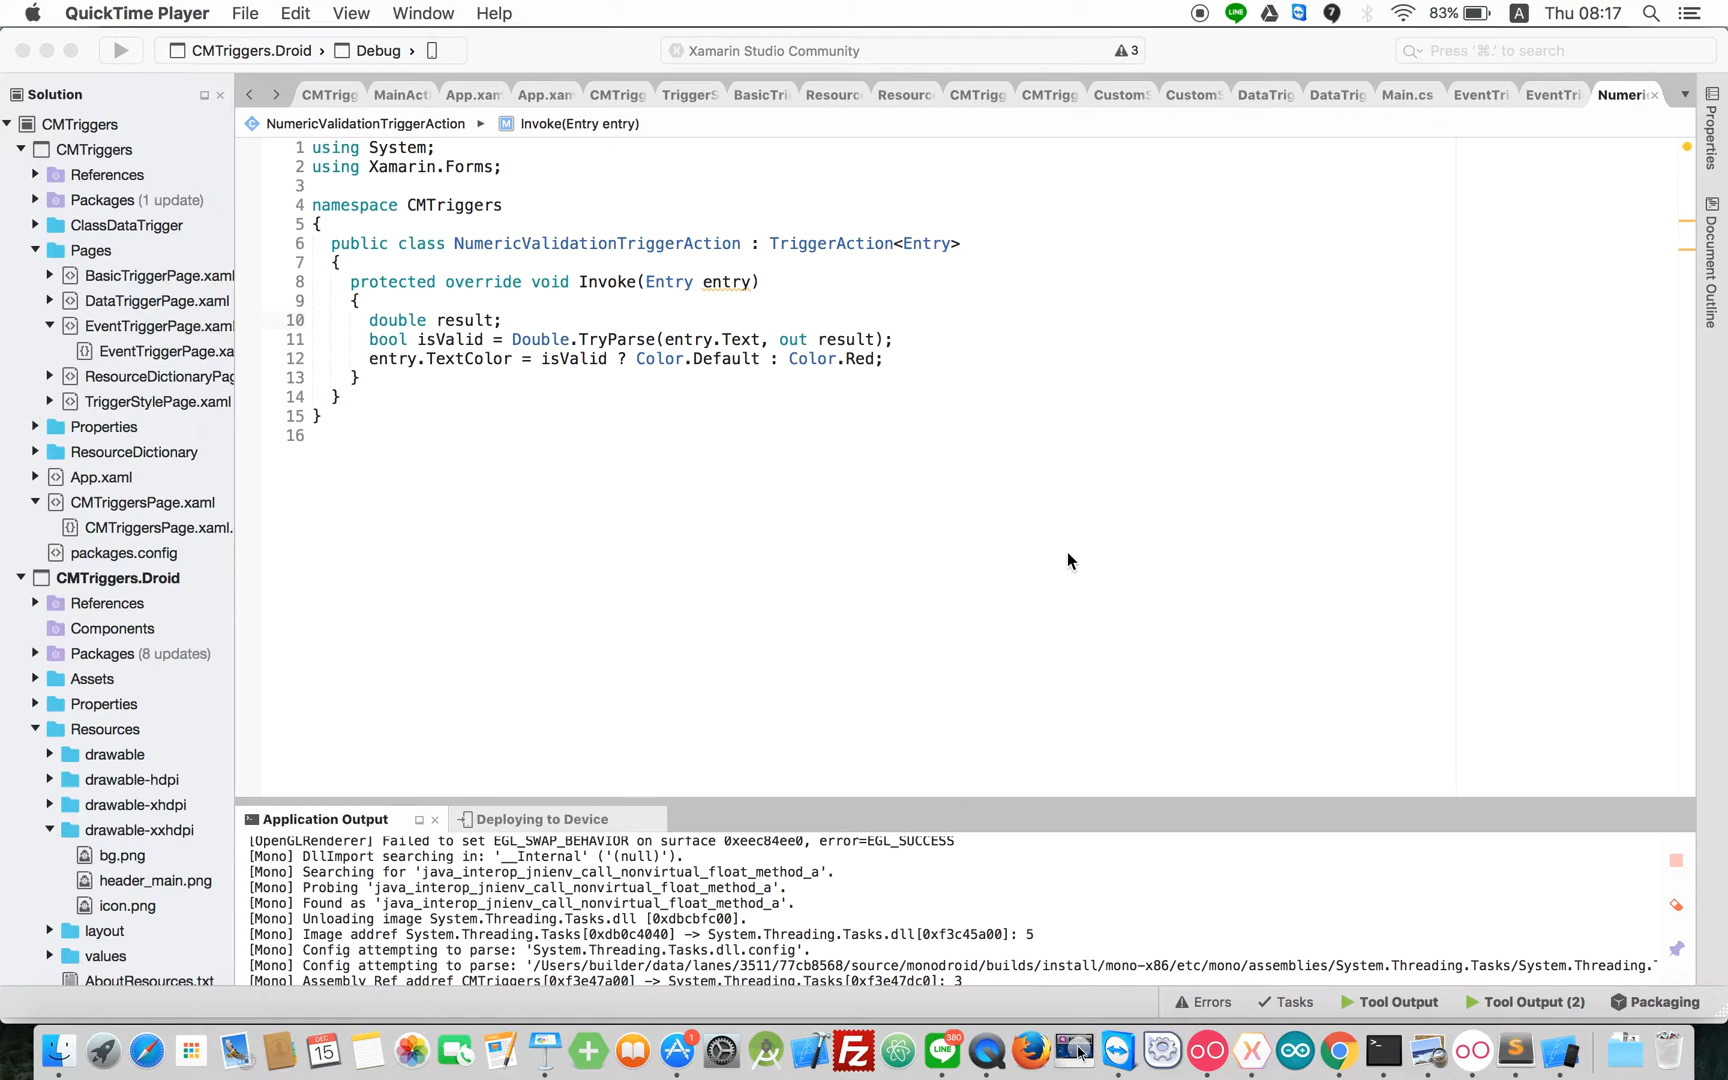 QuickTime Player File Edit View Window Help
LINE 7 83% A Thu 08:17
CMTriggers.Droid › Debug ›
Xamarin Studio Community 3
Press '⌘.' to search
Solution
CMTriggers
CMTriggers
References
Packages (1 update)
ClassDataTrigger
Pages
BasicTriggerPage.xaml
DataTriggerPage.xaml
EventTriggerPage.xaml
EventTriggerPage.xa
ResourceDictionaryPag
TriggerStylePage.xaml
Properties
ResourceDictionary
App.xaml
CMTriggersPage.xaml
CMTriggersPage.xaml.
packages.config
CMTriggers.Droid
References
Components
Packages (8 updates)
Assets
Properties
Resources
drawable
drawable-hdpi
drawable-xhdpi
drawable-xxhdpi
bg.png
header_main.png
icon.png
layout
values
AboutResources.txt
CMTrigg MainAct App.xam App.xam CMTrigg TriggerS BasicTri Resourc Resourc CMTrigg CMTrigg CustomS CustomS DataTrig DataTrig Main.cs EventTri EventTri Numeri
NumericValidationTriggerAction ▸ M Invoke(Entry entry)
1 using System;
2 using Xamarin.Forms;
3
4 namespace CMTriggers
5 {
6 public class NumericValidationTriggerAction : TriggerAction<Entry>
7 {
8 protected override void Invoke(Entry entry)
9 {
10 double result;
11 bool isValid = Double.TryParse(entry.Text, out result);
12 entry.TextColor = isValid ? Color.Default : Color.Red;
13 }
14 }
15 }
16
Properties
Document Outline
Application Output
Deploying to Device
[OpenGLRenderer] Failed to set EGL_SWAP_BEHAVIOR on surface 0xeec84ee0, error=EGL_SUCCESS
[Mono] DllImport searching in: '__Internal' ('(null)').
[Mono] Searching for 'java_interop_jnienv_call_nonvirtual_float_method_a'.
[Mono] Probing 'java_interop_jnienv_call_nonvirtual_float_method_a'.
[Mono] Found as 'java_interop_jnienv_call_nonvirtual_float_method_a'.
[Mono] Unloading image System.Threading.Tasks.dll [0xdbcbfc00].
[Mono] Image addref System.Threading.Tasks[0xdb0c4040] -> System.Threading.Tasks.dll[0xf3c45a00]: 5
[Mono] Config attempting to parse: 'System.Threading.Tasks.dll.config'.
[Mono] Config attempting to parse: '/Users/builder/data/lanes/3511/77cb8568/source/monodroid/builds/install/mono-x86/etc/mono/assemblies/System.Threading.Tasks/System.Threading.
[Mono] Assembly Ref addref CMTriggers[0xf3e47a00] -> System.Threading.Tasks[0xf3e47dc0]: 3
Errors Tasks Tool Output Tool Output (2) Packaging
DEC 15 1 Fz LINE 380 S